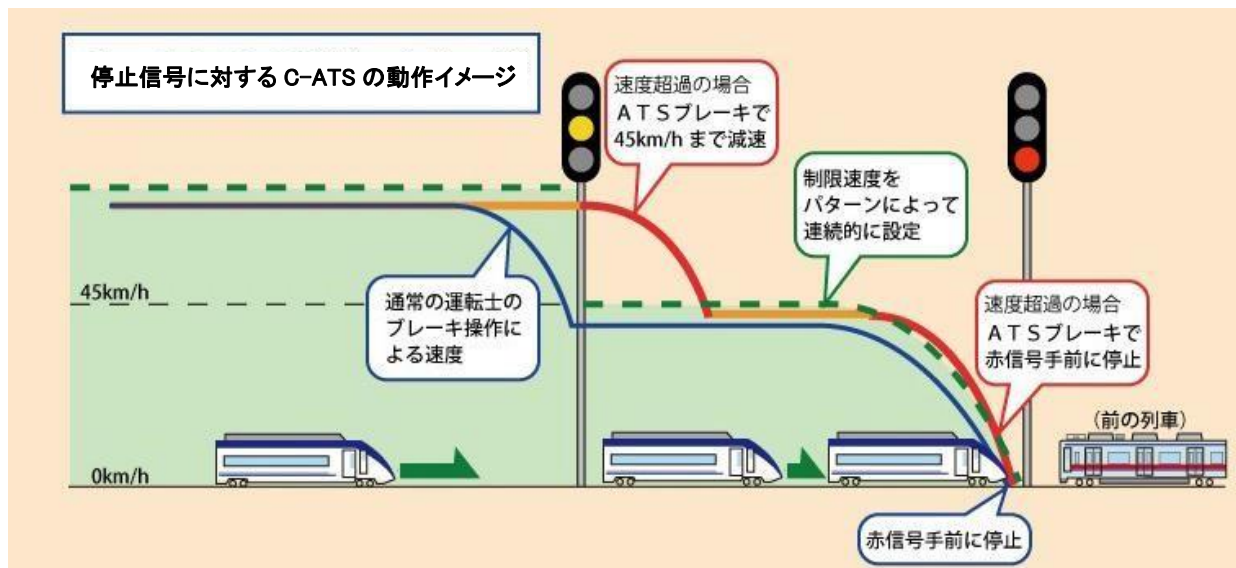 停止信号に対する C-ATS の動作イメージ
速度超過の場合
ＡＴＳブレーキで
45km/h まで減速
制限速度を
パターンによって
連続的に設定
45km/h
通常の運転士の
ブレーキ操作に
よる速度
速度超過の場合
ＡＴＳブレーキで
赤信号手前に停止
(前の列車)
0km/h
赤信号手前に停止